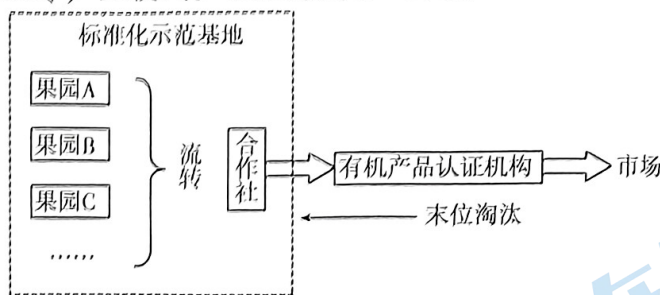 标准化示范基地
果园A
果园B
果园C
……
流转
合作社
有机产品认证机构
市场
末位淘汰